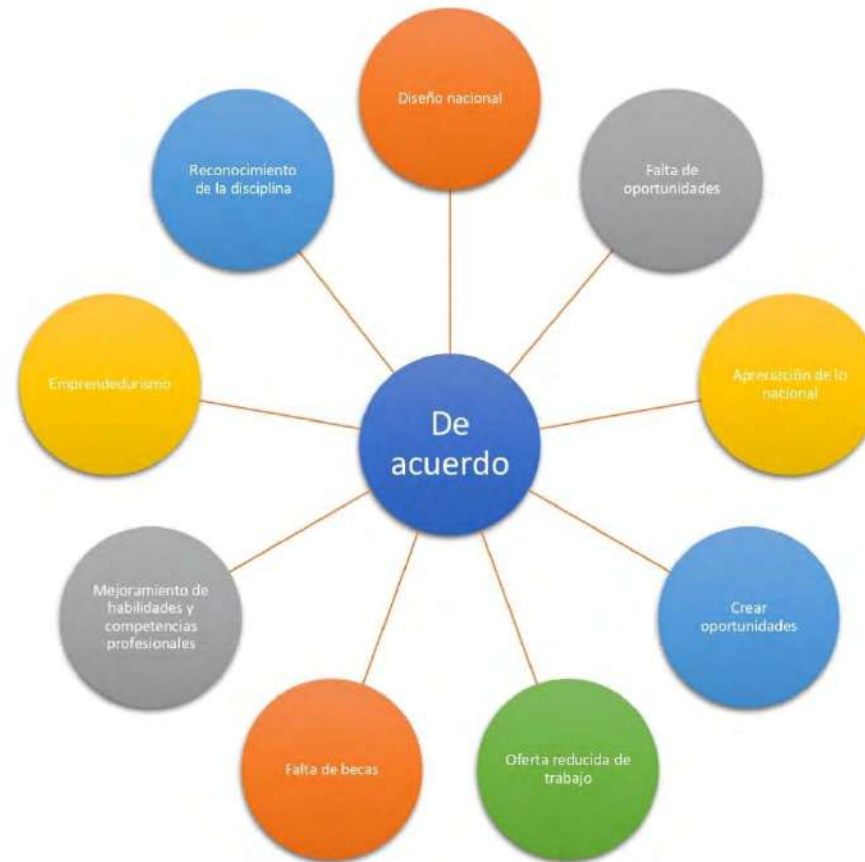 Diseño nacional
Falta de
oportunidades
Apreciación de lo
nacional
Crear
oportunidades
Oferta reducida de
trabajo
Falta de becas
Mejoramiento de
habilidades y
competencias
profesionales
Emprendedurismo
Reconocimiento
de la disciplina
De
acuerdo